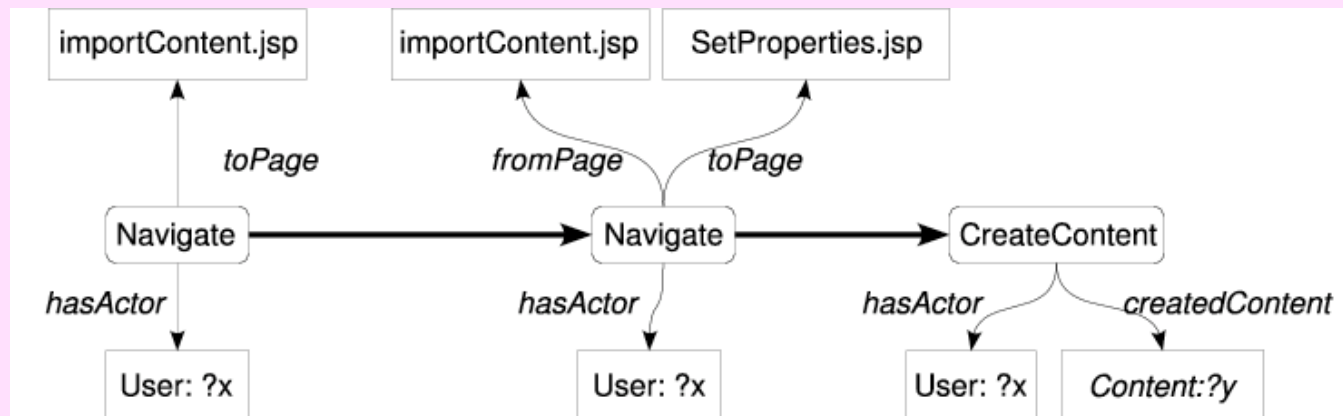 importContent.jsp importContent.jsp SetProperties.jsp
toPage fromPage toPage
Navigate Navigate CreateContent
hasActor hasActor hasActor createdContent
User: ?x User: ?x User: ?x Content:?y